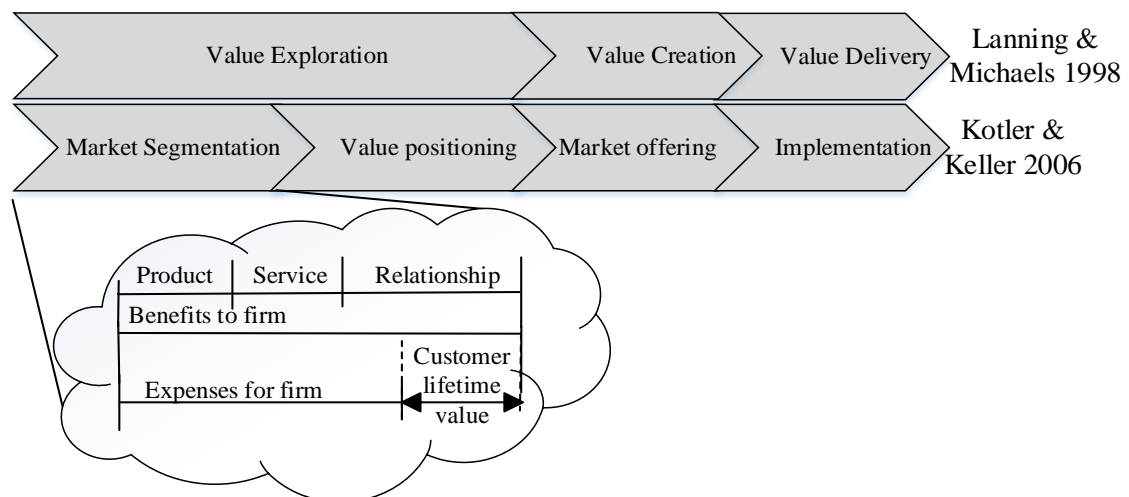 Value Exploration
Value Creation
Value Delivery
Lanning &
Michaels 1998
Market Segmentation
Value positioning
Market offering
Implementation
Kotler &
Keller 2006
Product
Service
Relationship
Benefits to firm
Expenses for firm
Customer
lifetime
value